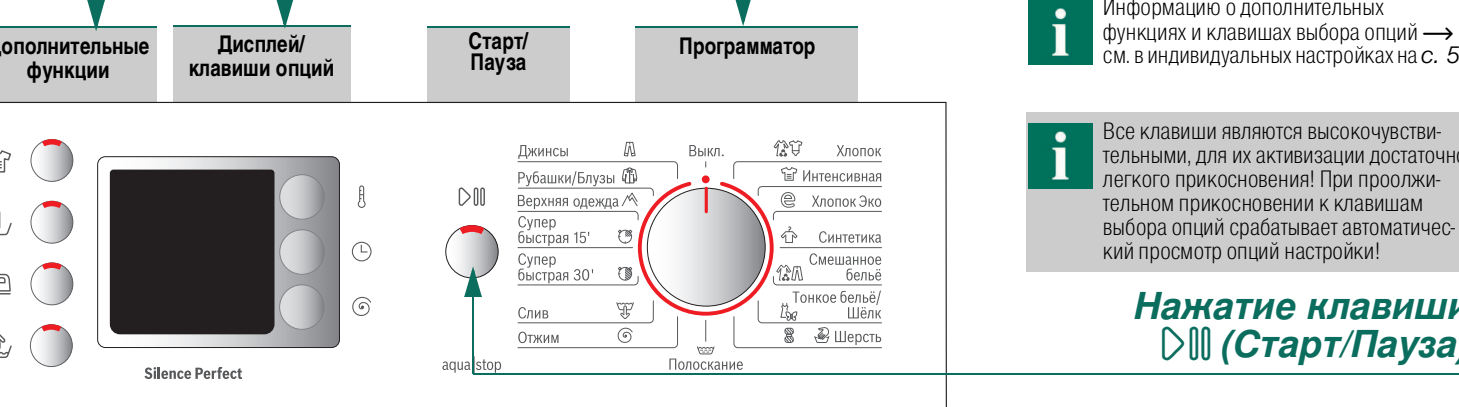 Дополнительные
функции
Дисплей/
клавиши опций
Старт/
Пауза
Программатор
Джинсы
Рубашки/Блузы
Верхняя одежда
Супер
быстрая 15'
Супер
быстрая 30'
Слив
Отжим
Выкл.
Полоскание
Хлопок
Интенсивная
Хлопок Эко
Синтетика
Смешанное
бельё
Тонкое бельё/
Шёлк
Шерсть
aqua stop
Silence Perfect
Информацию о дополнительных
функциях и клавишах выбора опций →
см. в индивидуальных настройках на с. 5
Все клавиши являются высокочувстви-
тельными, для их активизации достаточно
легкого прикосновения! При проолжи-
тельном прикосновении к клавишам
выбора опций срабатывает автоматичес-
кий просмотр опций настройки!
Нажатие клавиши
(Старт/Пауза)